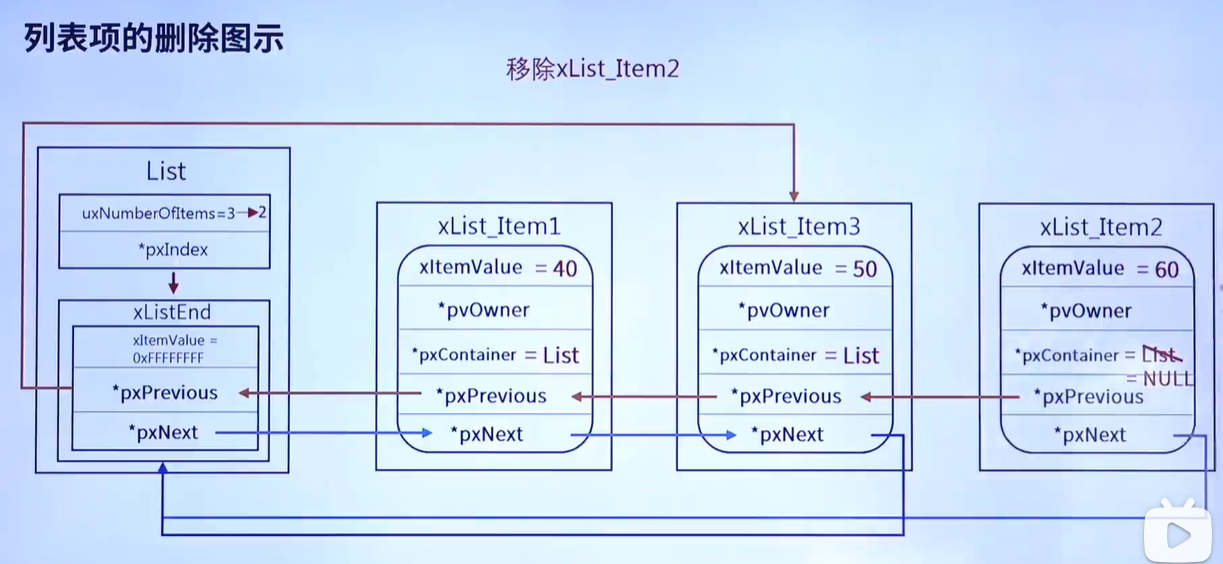 列表项的删除图示
移除xList_Item2
List
uxNumberOfItems=3→2
*pxIndex
xListEnd
xItemValue =
0xFFFFFFFF
*pxPrevious
*pxNext
xList_Item1
xItemValue = 40
*pvOwner
*pxContainer = List
*pxPrevious
*pxNext
xList_Item3
xItemValue = 50
*pvOwner
*pxContainer = List
*pxPrevious
*pxNext
xList_Item2
xItemValue = 60
*pvOwner
*pxContainer = List
= NULL
*pxPrevious
*pxNext